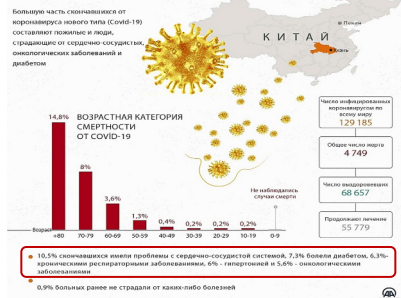 Большую часть скончавшихся от
коронавируса нового типа (Covid-19)
составляют пожилые и люди,
страдающие от сердечно-сосудистых,
онкологических заболеваний и
диабетом
Пекин
КИТАЙ
Ухань
ВОЗРАСТНАЯ КАТЕГОРИЯ
СМЕРТНОСТИ
ОТ COVİD-19
14,8%
8%
3,6%
1,3%
0,4%
0,2%
0,2%
0,2%
Не наблюдались
случаи смерти
Возраст
+80
70-79
60-69
50-59
40-49
30-39
20-29
10-19
0-9
Число инфицированных
коронавирусом по
всему миру
129 185
Общее число жертв
4 749
Число выздоровевших
68 657
Продолжают лечение
55 779
10,5% скончавшихся имели проблемы с сердечно-сосудистой системой, 7,3% болели диабетом, 6,3%-
хроническими респираторными заболеваниями, 6% - гипертонией и 5,6% - онкологическими
заболеваниями
0,9% больных ранее не страдали от каких-либо болезней
AA